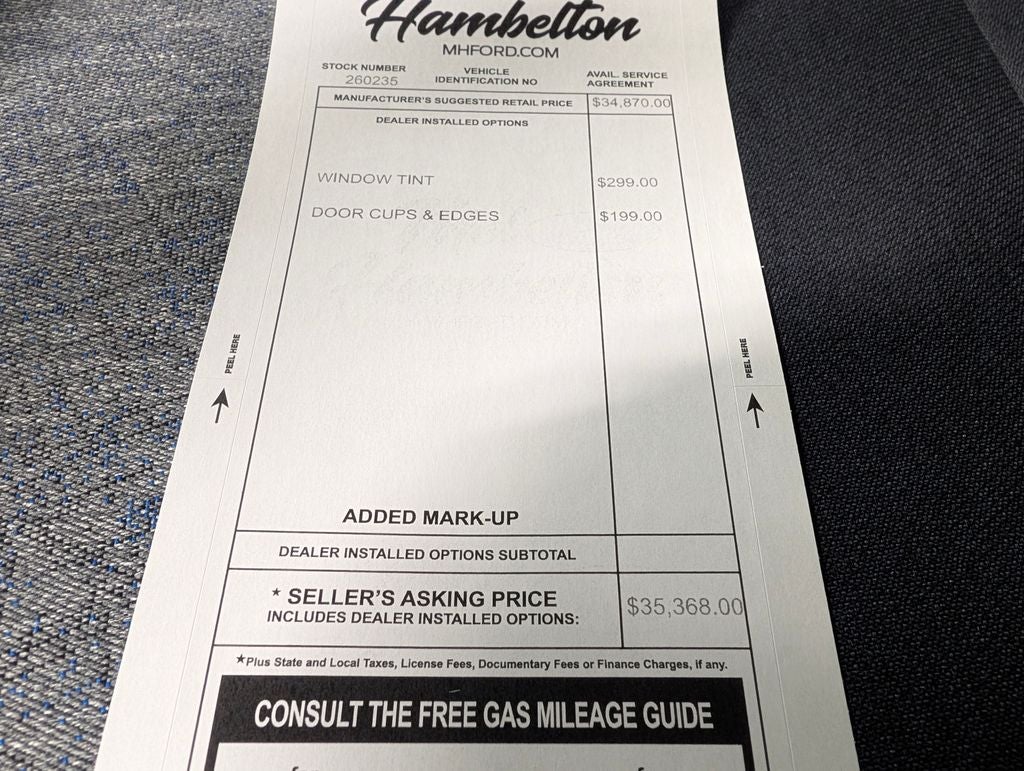 Hambelton
MHFORD.COM
STOCK NUMBER
260235
VEHICLE
IDENTIFICATION NO
AVAIL. SERVICE
AGREEMENT
MANUFACTURER'S SUGGESTED RETAIL PRICE $34,870.00
DEALER INSTALLED OPTIONS
WINDOW TINT $299.00
DOOR CUPS & EDGES $199.00
PEEL HERE
PEEL HERE
ADDED MARK-UP
DEALER INSTALLED OPTIONS SUBTOTAL
* SELLER'S ASKING PRICE
INCLUDES DEALER INSTALLED OPTIONS:
$35,368.00
*Plus State and Local Taxes, License Fees, Documentary Fees or Finance Charges, if any.
CONSULT THE FREE GAS MILEAGE GUIDE